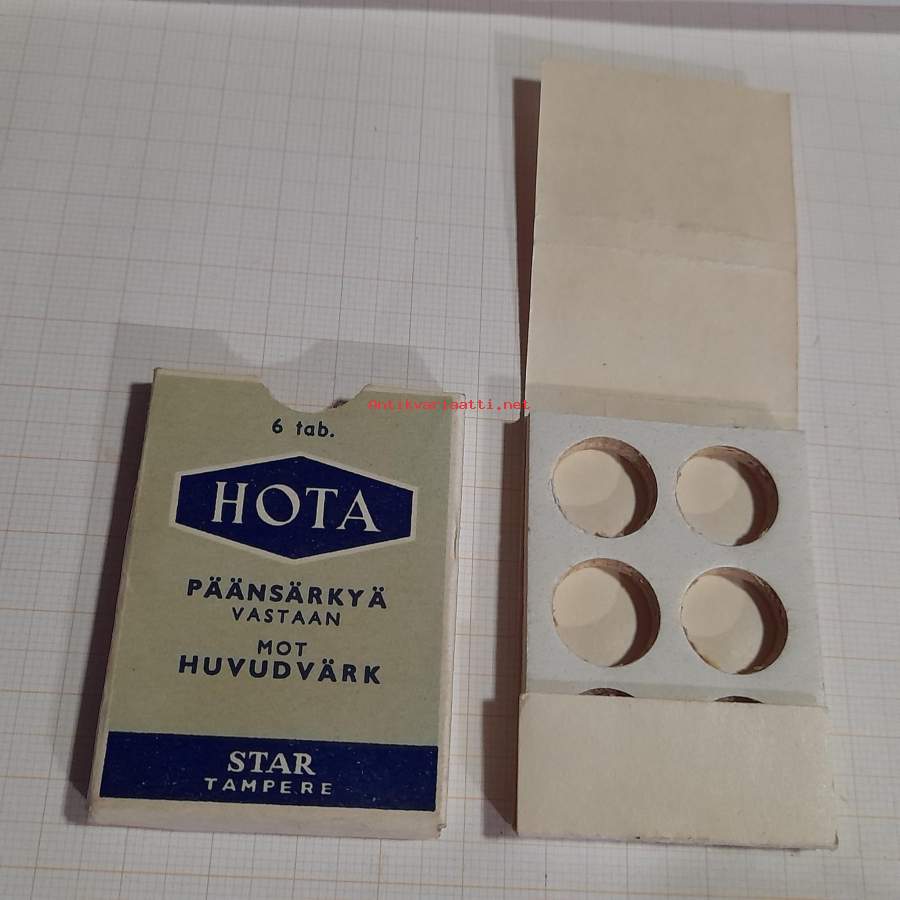 Antikvariaatti.net
6 tab.
HOTA
PÄÄNSÄRKYÄ
VASTAAN
MOT
HUVUDVÄRK
STAR
TAMPERE